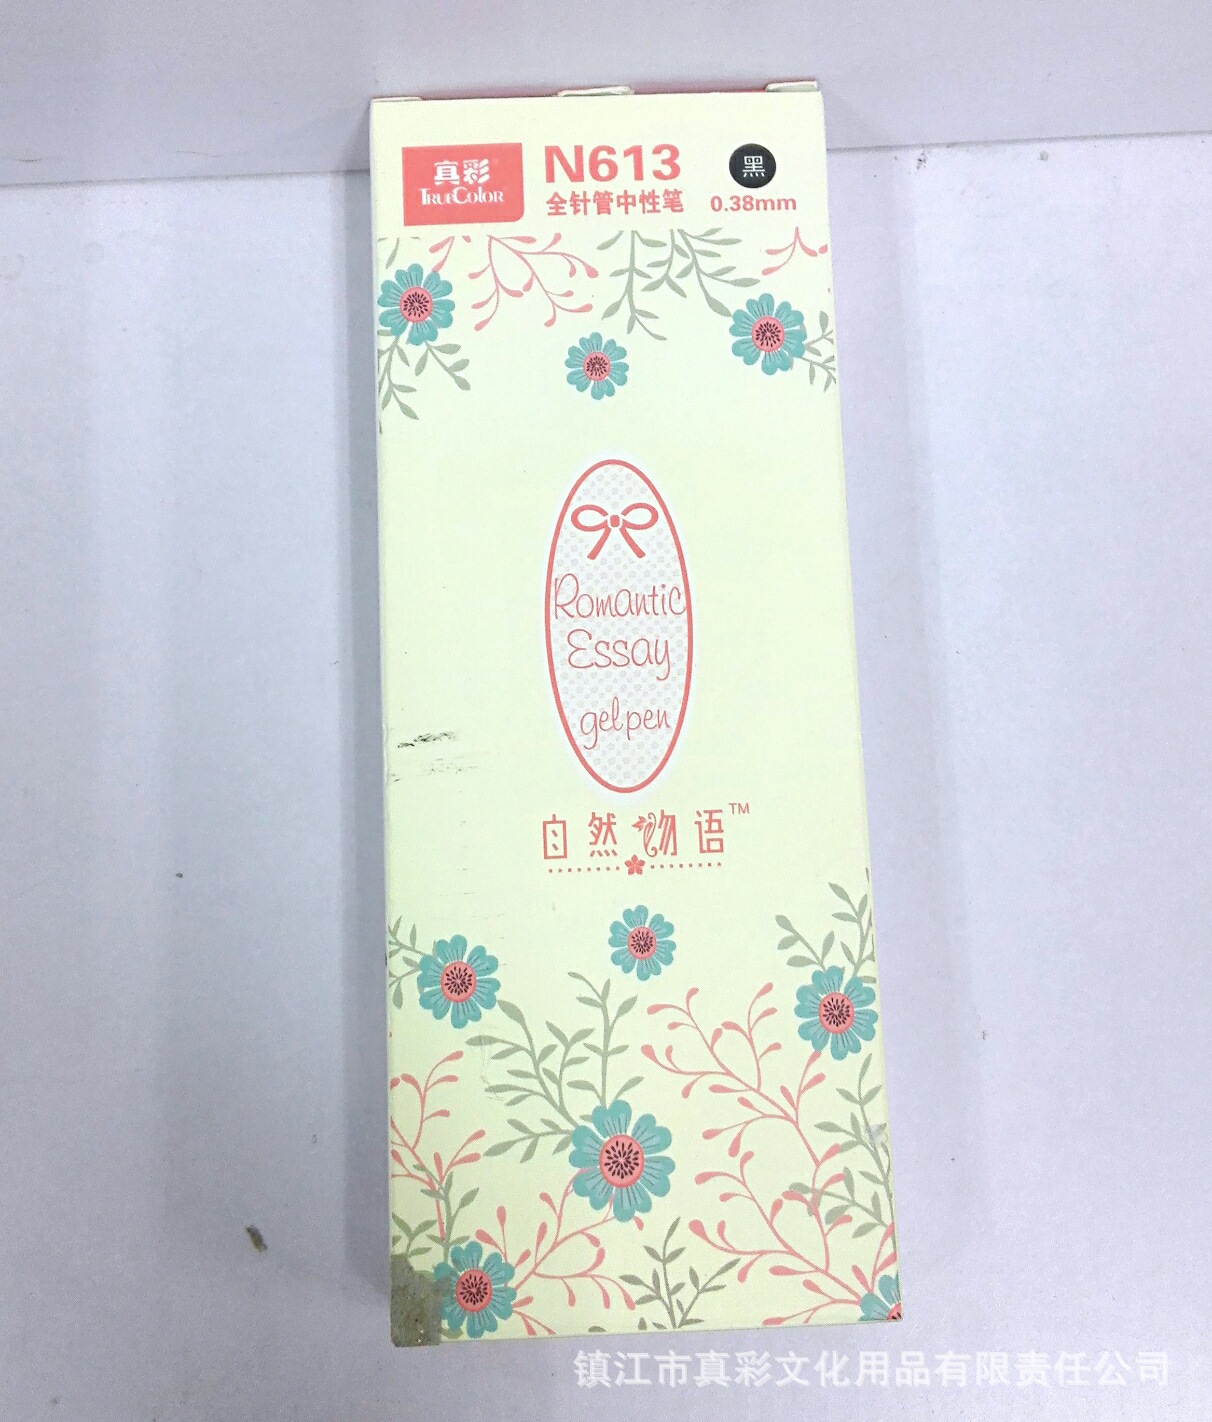 真彩
TRUECOLOR
N613
全针管中性笔
黑
0.38mm
Romantic
Essay
gel pen
自然物语™
镇江市真彩文化用品有限责任公司